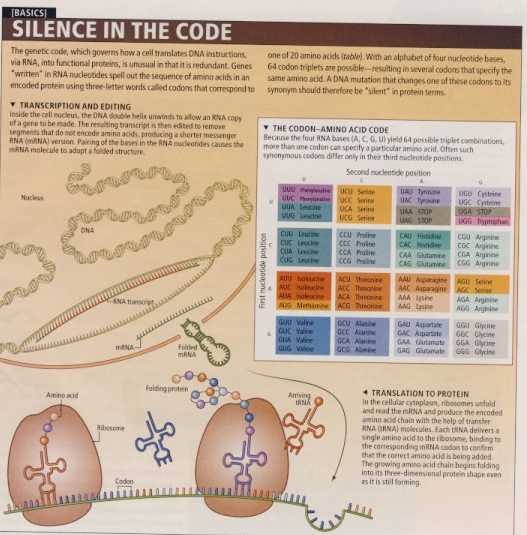 [BASICS]
SILENCE IN THE CODE
The genetic code, which governs how a cell translates DNA instructions,
via RNA, into functional proteins, is unusual in that it is redundant. Genes
"written" in RNA nucleotides spell out the sequence of amino acids in an
encoded protein using three-letter words called codons that correspond to
one of 20 amino acids (table). With an alphabet of four nucleotide bases,
64 codon triplets are possible—resulting in several codons that specify the
same amino acid. A DNA mutation that changes one of these codons to its
synonym should therefore be "silent" in protein terms.
▼ TRANSCRIPTION AND EDITING
Inside the cell nucleus, the DNA double helix unwinds to allow an RNA copy
of a gene to be made. The resulting transcript is then edited to remove
segments that do not encode amino acids, producing a shorter messenger
RNA (mRNA) version. Pairing of the bases in the RNA nucleotides causes the
mRNA molecule to adopt a folded structure.
Nucleus
DNA
RNA transcript
mRNA
Folded
mRNA
▼ THE CODON–AMINO ACID CODE
Because the four RNA bases (A, C, G, U) yield 64 possible triplet combinations,
more than one codon can specify a particular amino acid. Often such
synonymous codons differ only in their third nucleotide positions.
Second nucleotide position
U C A G
First nucleotide position
U
UUU Phenylalanine UCU Serine UAU Tyrosine UGU Cysteine
UUC Phenylalanine UCC Serine UAC Tyrosine UGC Cysteine
UUA Leucine UCA Serine UAA STOP UGA STOP
UUG Leucine UCG Serine UAG STOP UGG Tryptophan
C
CUU Leucine CCU Proline CAU Histidine CGU Arginine
CUC Leucine CCC Proline CAC Histidine CGC Arginine
CUA Leucine CCA Proline CAA Glutamine CGA Arginine
CUG Leucine CCG Proline CAG Glutamine CGG Arginine
A
AUU Isoleucine ACU Threonine AAU Asparagine AGU Serine
AUC Isoleucine ACC Threonine AAC Asparagine AGC Serine
AUA Isoleucine ACA Threonine AAA Lysine AGA Arginine
AUG Methionine ACG Threonine AAG Lysine AGG Arginine
G
GUU Valine GCU Alanine GAU Aspartate GGU Glycine
GUC Valine GCC Alanine GAC Aspartate GGC Glycine
GUA Valine GCA Alanine GAA Glutamate GGA Glycine
GUG Valine GCG Alanine GAG Glutamate GGG Glycine
Amino acid
Ribosome
Codon
Folding protein
Arriving
tRNA
◄ TRANSLATION TO PROTEIN
In the cellular cytoplasm, ribosomes unfold
and read the mRNA and produce the encoded
amino acid chain with the help of transfer
RNA (tRNA) molecules. Each tRNA delivers a
single amino acid to the ribosome, binding to
the corresponding mRNA codon to confirm
that the correct amino acid is being added.
The growing amino acid chain begins folding
into its three-dimensional protein shape even
as it is still forming.